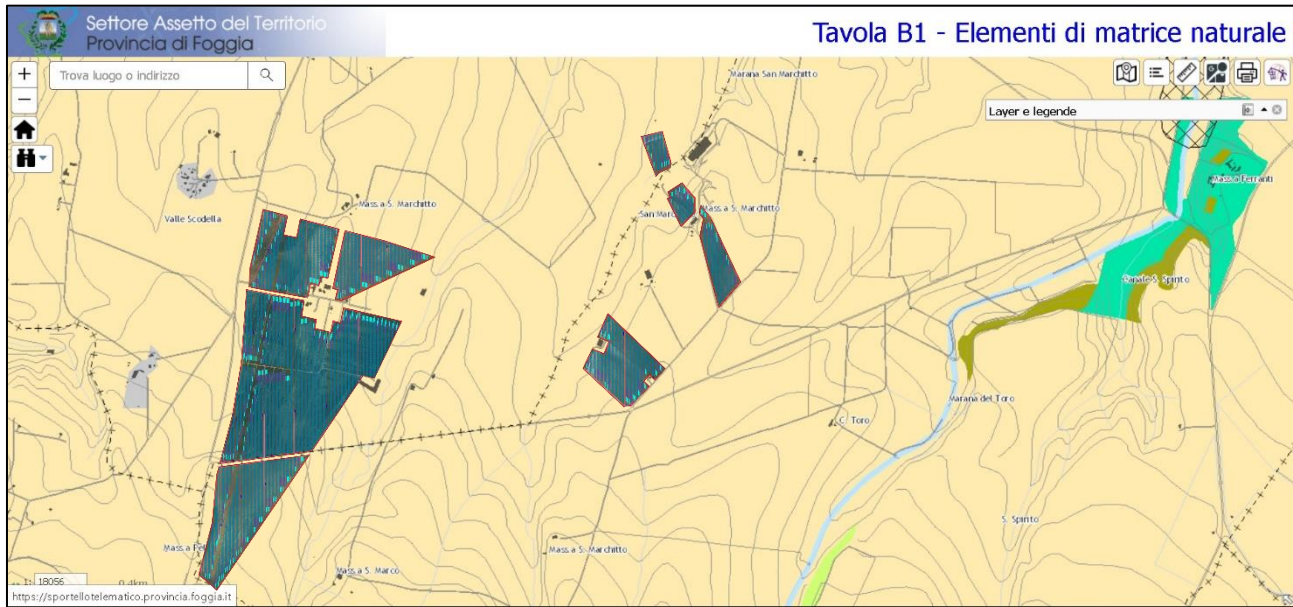 Settore Assetto del Territorio
Provincia di Foggia
Tavola B1 - Elementi di matrice naturale
+
Trova luogo o indirizzo
−
Marana San Marchitto
Layer e legende
Mass.a Ferranti
Valle Scodella
Mass.a S. Marchitto
San Marc
Mass.a S. Marchitto
Canale S. Spirito
Marana del Toro
C. Toro
S. Spirito
Mass.a Pel
Mass.a S. Marco
Mass.a S. Marchitto
1: 18056
0.4km
https://sportellotelematico.provincia.foggia.it